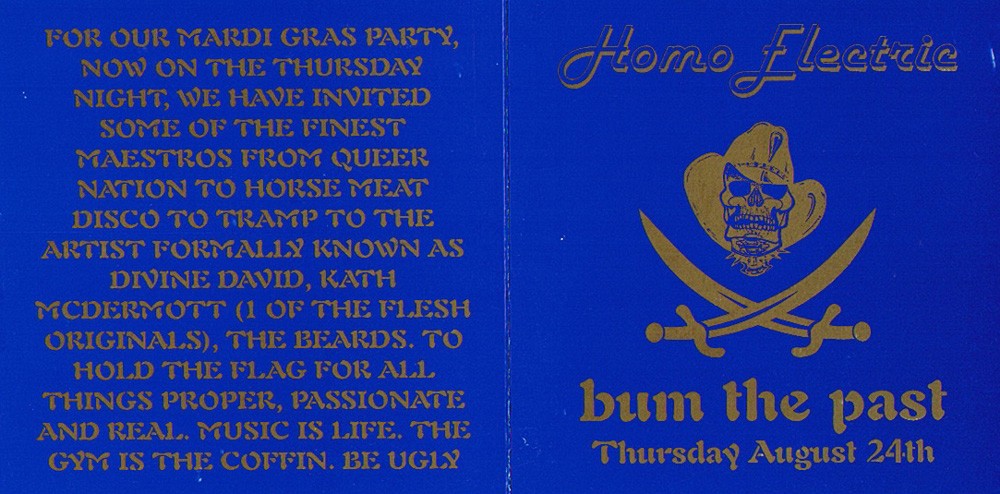 FOR OUR MARDI GRAS PARTY,
NOW ON THE THURSDAY
NIGHT, WE HAVE INVITED
SOME OF THE FINEST
MAESTROS FROM QUEER
NATION TO HORSE MEAT
DISCO TO TRAMP TO THE
ARTIST FORMALLY KNOWN AS
DIVINE DAVID, KATH
MCDERMOTT (1 OF THE FLESH
ORIGINALS), THE BEARDS. TO
HOLD THE FLAG FOR ALL
THINGS PROPER, PASSIONATE
AND REAL. MUSIC IS LIFE. THE
GYM IS THE COFFIN. BE UGLY
Homo Electric
bum the past
Thursday August 24th